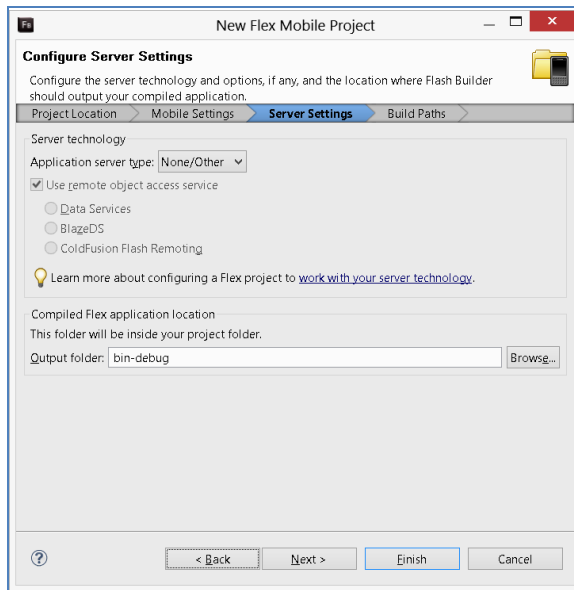 Fb
New Flex Mobile Project
Configure Server Settings
Configure the server technology and options, if any, and the location where Flash Builder
should output your compiled application.
Project Location
Mobile Settings
Server Settings
Build Paths
Server technology
Application server type: None/Other
Use remote object access service
Data Services
BlazeDS
ColdFusion Flash Remoting
Learn more about configuring a Flex project to work with your server technology.
Compiled Flex application location
This folder will be inside your project folder.
Output folder: bin-debug Browse...
? < Back Next > Finish Cancel